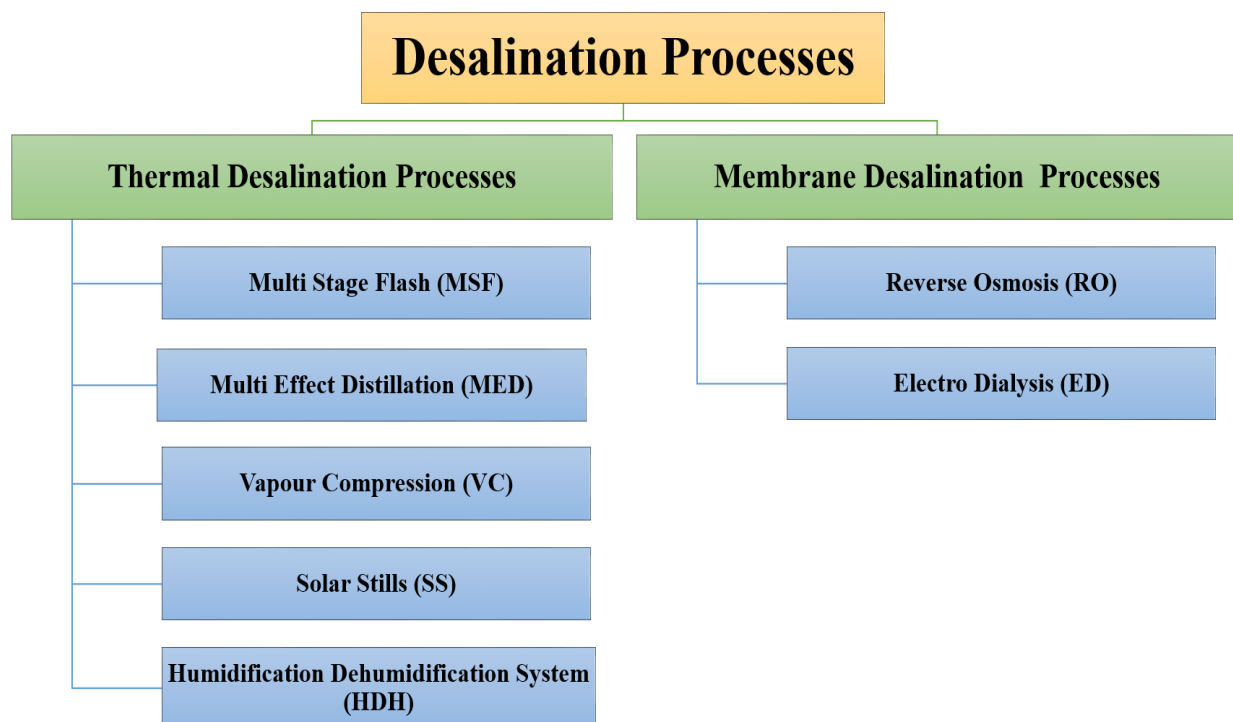 Desalination Processes
Thermal Desalination Processes
Multi Stage Flash (MSF)
Multi Effect Distillation (MED)
Vapour Compression (VC)
Solar Stills (SS)
Humidification Dehumidification System
(HDH)
Membrane Desalination Processes
Reverse Osmosis (RO)
Electro Dialysis (ED)